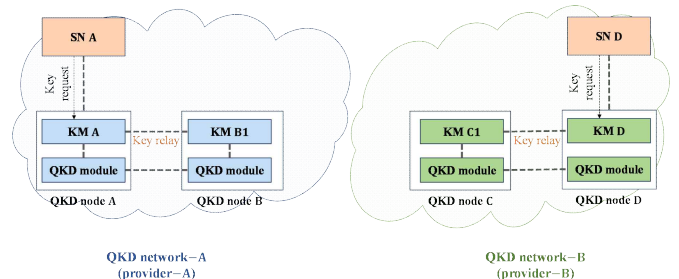 SN A
SN D
Key
request
Key
request
KM A
KM B1
KM C1
KM D
Key relay
Key relay
QKD module
QKD module
QKD module
QKD module
QKD node A
QKD node B
QKD node C
QKD node D
QKD network-A
(provider-A)
QKD network-B
(provider-B)